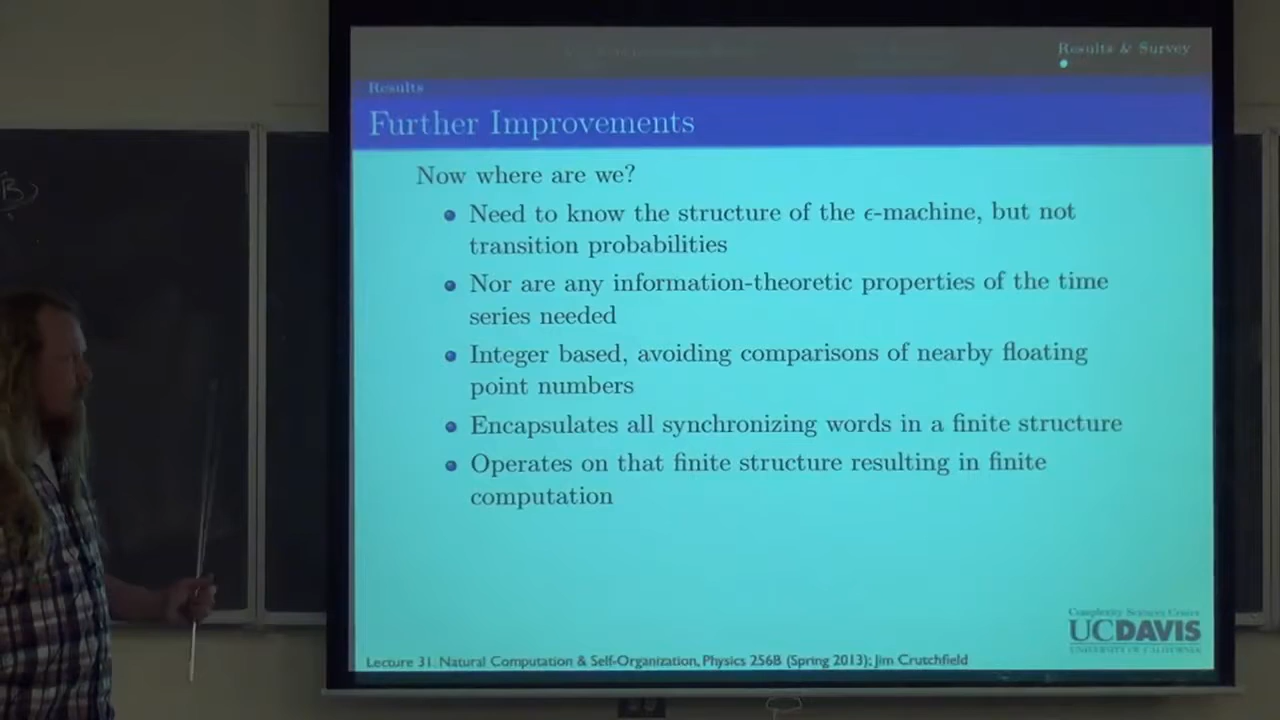 Results & Survey
Results
Further Improvements
Now where are we?
Need to know the structure of the ϵ-machine, but not
transition probabilities
Nor are any information-theoretic properties of the time
series needed
Integer based, avoiding comparisons of nearby floating
point numbers
Encapsulates all synchronizing words in a finite structure
Operates on that finite structure resulting in finite
computation
Complexity Sciences Center
UCDAVIS
UNIVERSITY OF CALIFORNIA
Lecture 31: Natural Computation & Self-Organization, Physics 256B (Spring 2013); Jim Crutchfield